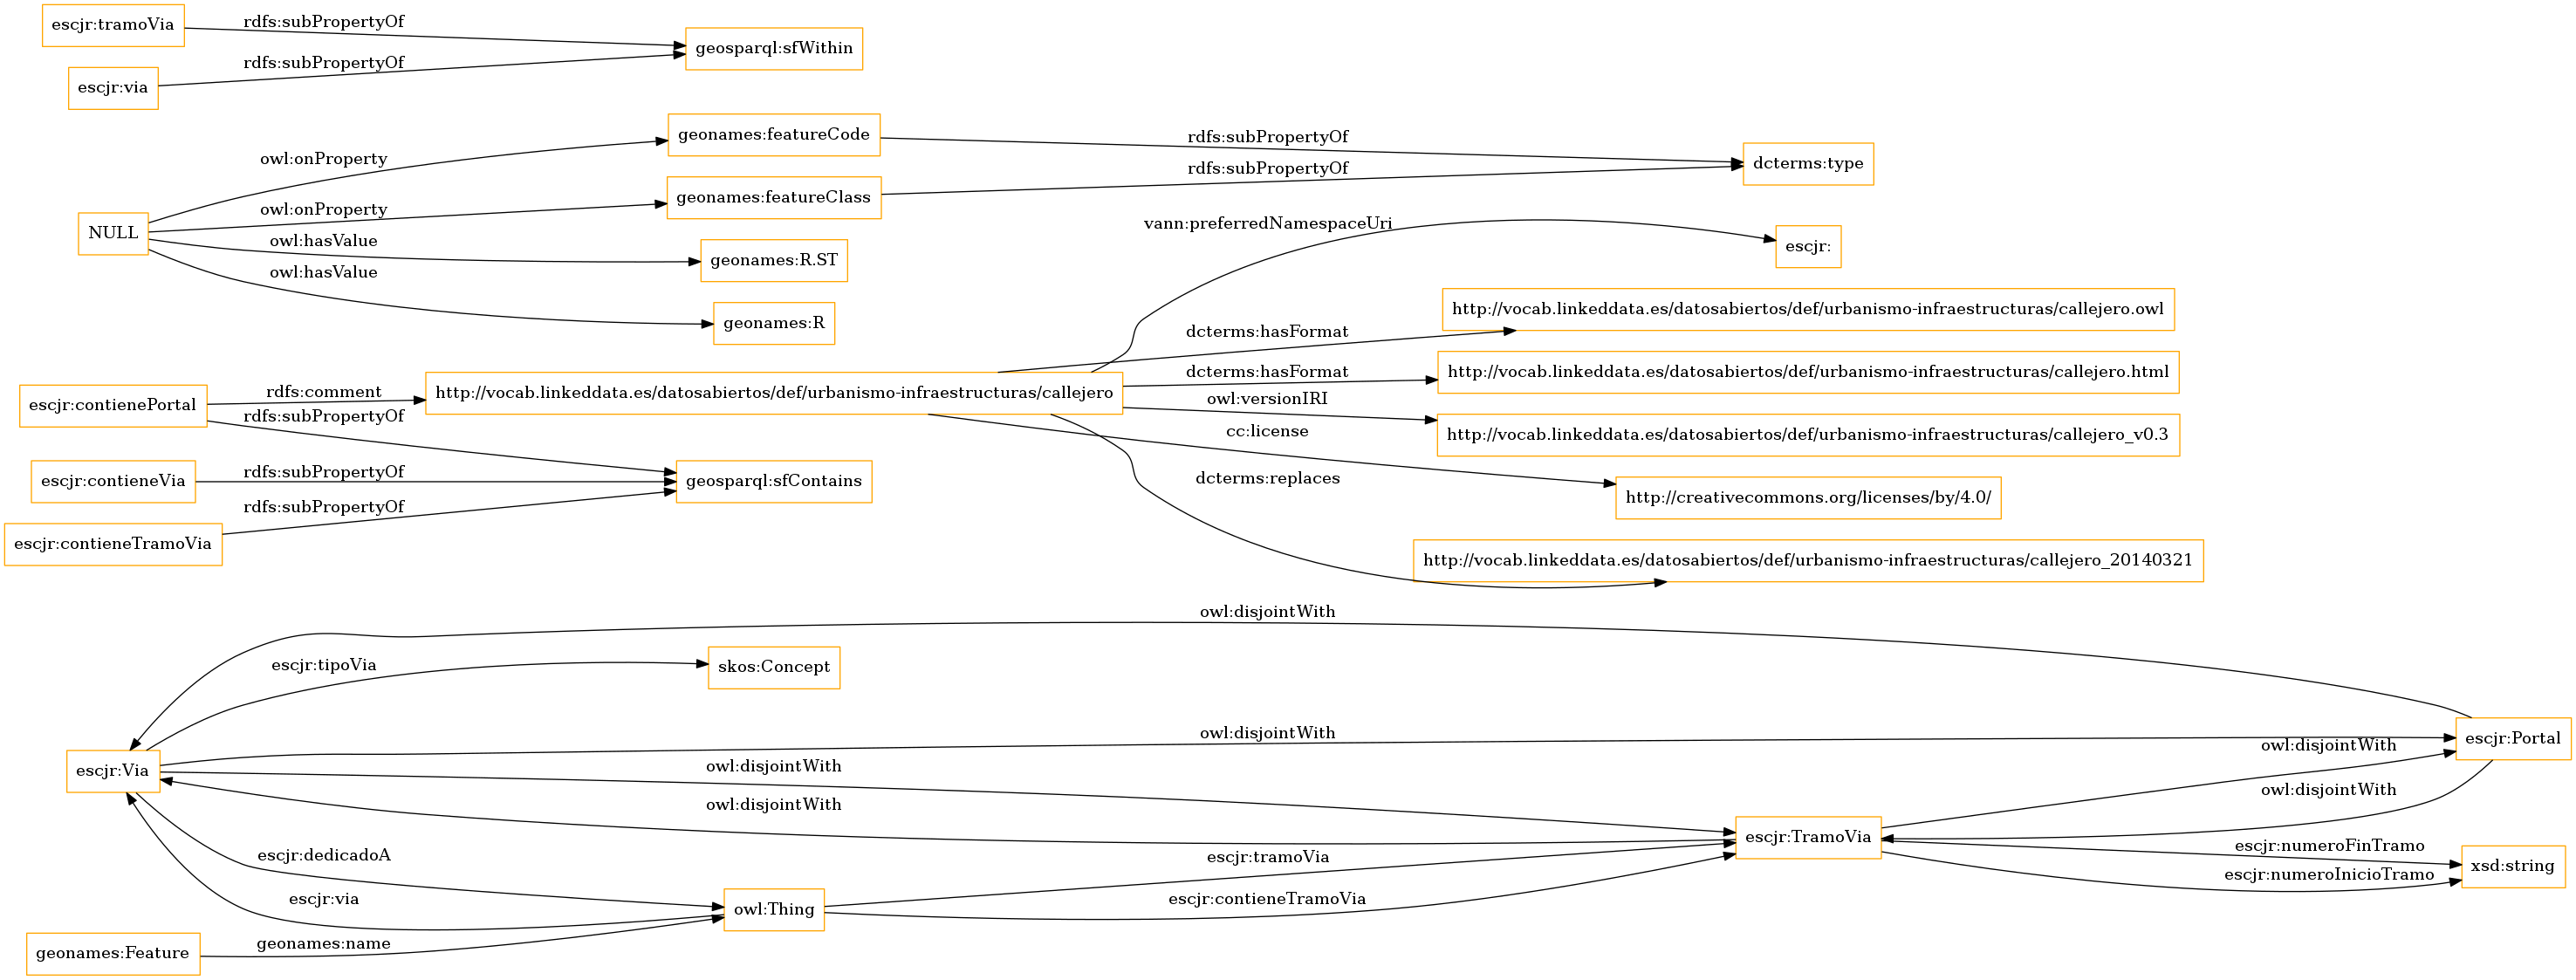 escjr:tramoVia
rdfs:subPropertyOf
geosparql:sfWithin
escjr:via
rdfs:subPropertyOf
geonames:featureCode
rdfs:subPropertyOf
dcterms:type
owl:onProperty
geonames:featureClass
rdfs:subPropertyOf
owl:onProperty
NULL
owl:hasValue
geonames:R.ST
owl:hasValue
geonames:R
vann:preferredNamespaceUri
escjr:
dcterms:hasFormat
http://vocab.linkeddata.es/datosabiertos/def/urbanismo-infraestructuras/callejero.owl
escjr:contienePortal
rdfs:comment
http://vocab.linkeddata.es/datosabiertos/def/urbanismo-infraestructuras/callejero
dcterms:hasFormat
http://vocab.linkeddata.es/datosabiertos/def/urbanismo-infraestructuras/callejero.html
rdfs:subPropertyOf
owl:versionIRI
http://vocab.linkeddata.es/datosabiertos/def/urbanismo-infraestructuras/callejero_v0.3
cc:license
http://creativecommons.org/licenses/by/4.0/
escjr:contieneVia
rdfs:subPropertyOf
geosparql:sfContains
dcterms:replaces
http://vocab.linkeddata.es/datosabiertos/def/urbanismo-infraestructuras/callejero_20140321
escjr:contieneTramoVia
rdfs:subPropertyOf
owl:disjointWith
escjr:tipoVia
skos:Concept
escjr:Via
owl:disjointWith
escjr:Portal
owl:disjointWith
owl:disjointWith
owl:disjointWith
owl:disjointWith
escjr:TramoVia
escjr:dedicadoA
escjr:tramoVia
escjr:numeroFinTramo
xsd:string
escjr:numeroInicioTramo
escjr:via
owl:Thing
escjr:contieneTramoVia
geonames:Feature
geonames:name